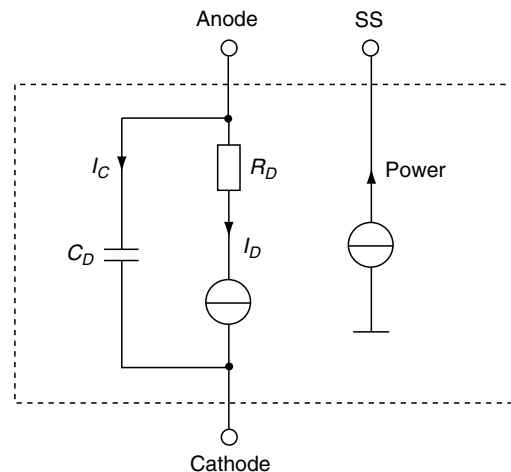 Anode
SS
I_C
R_D
Power
C_D
I_D
Cathode